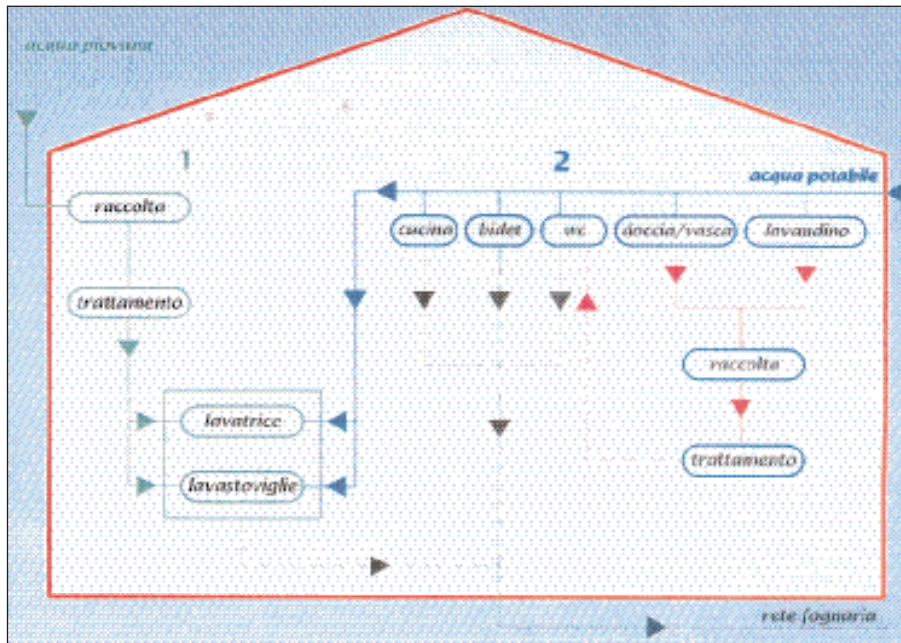 acqua piovana
1
2
acqua potabile
raccolta
cucina
bidet
wc
doccia/vasca
lavandino
trattamento
raccolta
lavatrice
trattamento
lavastoviglie
rete fognaria